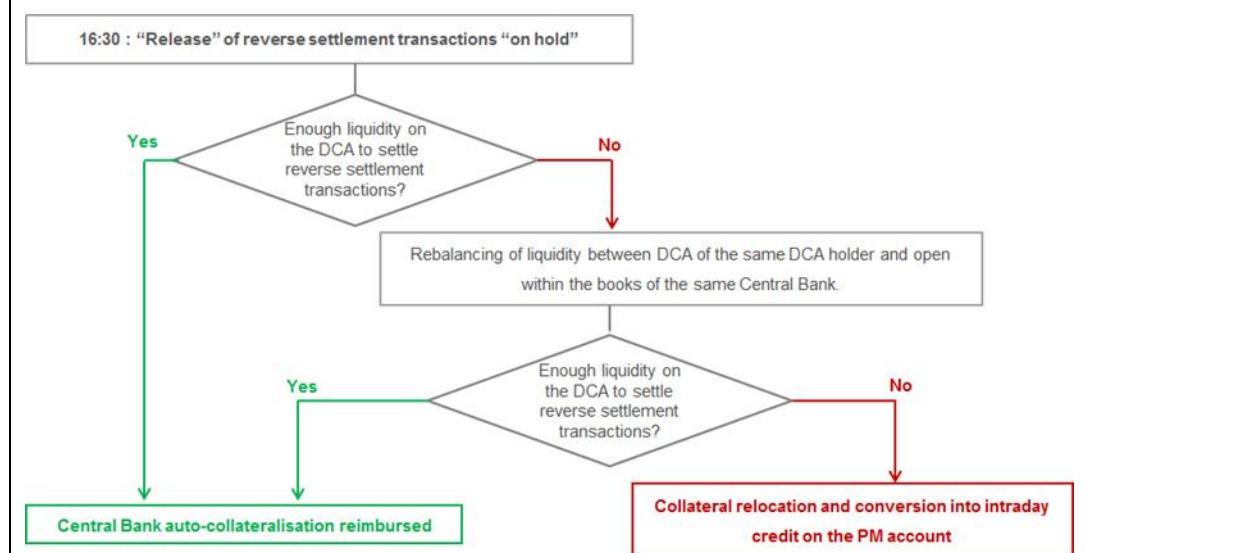 16:30 : “Release” of reverse settlement transactions “on hold”
Enough liquidity on
the DCA to settle
reverse settlement
transactions?
Yes
No
Rebalancing of liquidity between DCA of the same DCA holder and open
within the books of the same Central Bank.
Enough liquidity on
the DCA to settle
reverse settlement
transactions?
Yes
No
Central Bank auto-collateralisation reimbursed
Collateral relocation and conversion into intraday
credit on the PM account